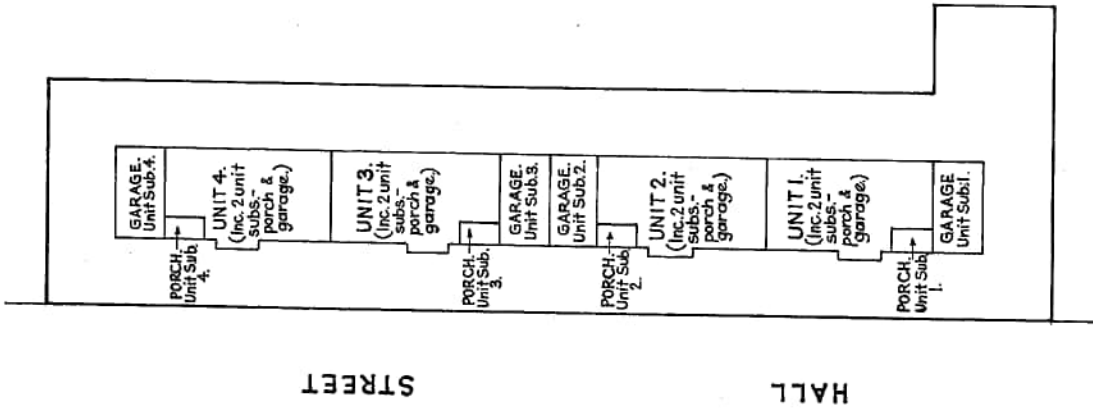 GARAGE.
Unit Sub.4.
UNIT 4.
(Inc. 2 unit
subs.-
porch &
garage.)
PORCH.
Unit Sub.
4.
UNIT 3.
(Inc. 2 unit
subs.-
porch &
garage.)
PORCH.
Unit Sub.
3.
GARAGE.
Unit Sub.3.
GARAGE.
Unit Sub.2.
PORCH.
Unit Sub
2.
UNIT 2.
(Inc. 2 unit
subs.-
porch &
garage.)
UNIT 1.
(Inc. 2 unit
subs.-
porch &
garage.)
PORCH.
Unit Sub
1.
GARAGE
Unit Sub:1.
HALL
STREET